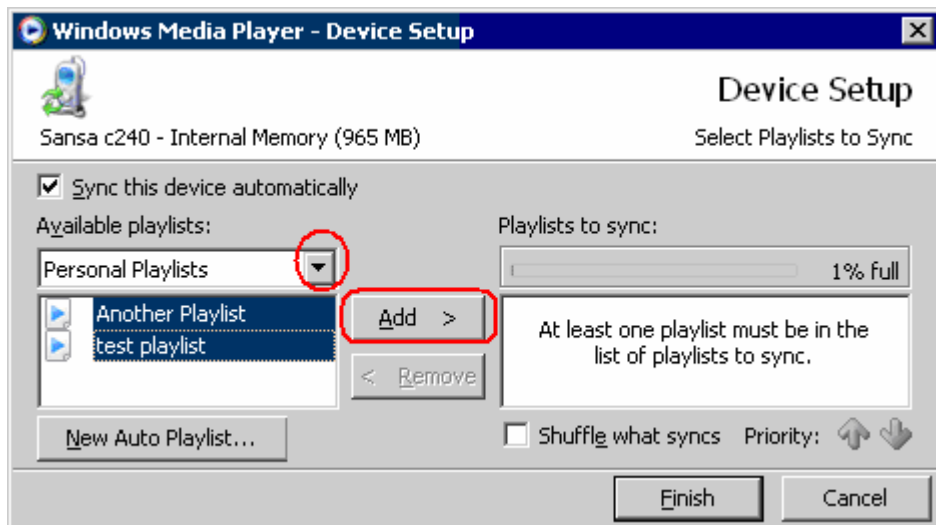 Windows Media Player - Device Setup
Device Setup
Sansa c240 - Internal Memory (965 MB)
Select Playlists to Sync
Sync this device automatically
Available playlists:
Playlists to sync:
Personal Playlists
1% full
Another Playlist
test playlist
Add >
At least one playlist must be in the
list of playlists to sync.
< Remove
New Auto Playlist...
Shuffle what syncs
Priority:
Finish
Cancel